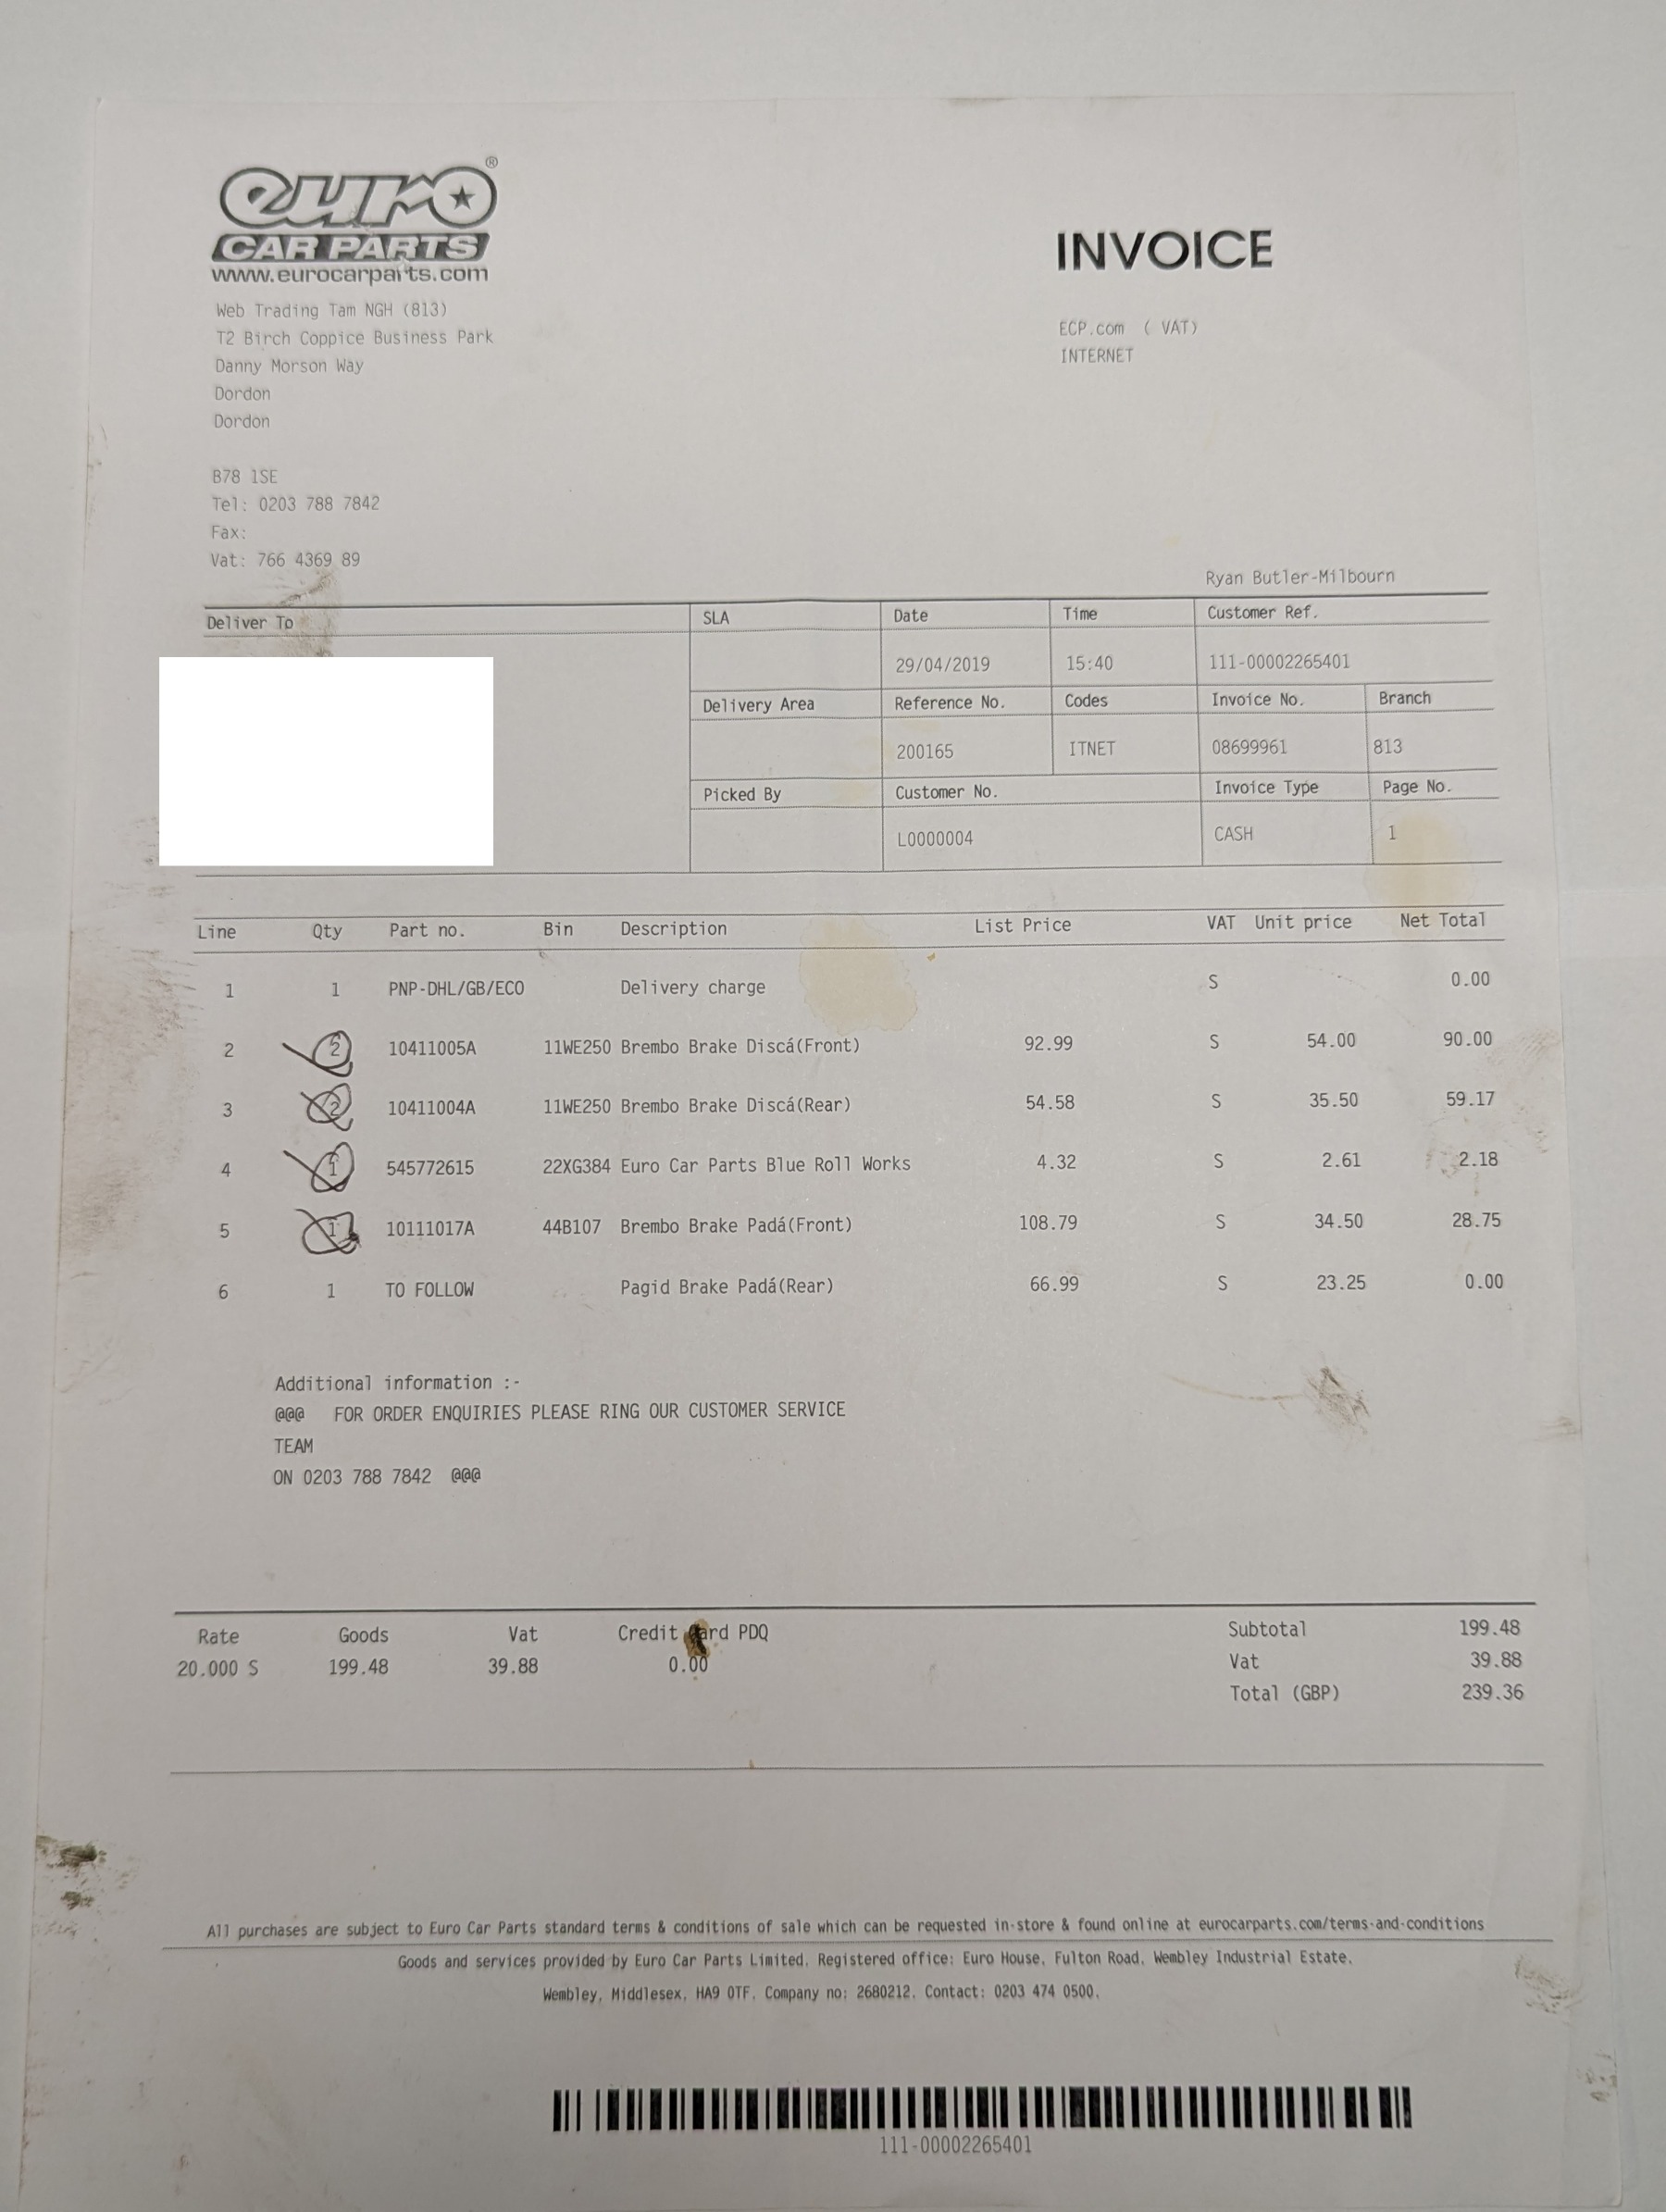 euro ®
CAR PARTS
www.eurocarparts.com
INVOICE
Web Trading Tam NGH (813)
T2 Birch Coppice Business Park
Danny Morson Way
Dordon
Dordon
B78 1SE
Tel: 0203 788 7842
Fax:
Vat: 766 4369 89
ECP.com ( VAT)
INTERNET
Ryan Butler-Milbourn
Deliver To SLA Date Time Customer Ref.
29/04/2019 15:40 111-00002265401
Delivery Area Reference No. Codes Invoice No. Branch
200165 ITNET 08699961 813
Picked By Customer No. Invoice Type Page No.
L0000004 CASH 1
Line Qty Part no. Bin Description List Price VAT Unit price Net Total
1 1 PNP-DHL/GB/ECO Delivery charge S 0.00
2 2 10411005A 11WE250 Brembo Brake Discá(Front) 92.99 S 54.00 90.00
3 2 10411004A 11WE250 Brembo Brake Discá(Rear) 54.58 S 35.50 59.17
4 1 545772615 22XG384 Euro Car Parts Blue Roll Works 4.32 S 2.61 2.18
5 1 10111017A 44B107 Brembo Brake Padá(Front) 108.79 S 34.50 28.75
6 1 TO FOLLOW Pagid Brake Padá(Rear) 66.99 S 23.25 0.00
Additional information :-
@@@ FOR ORDER ENQUIRIES PLEASE RING OUR CUSTOMER SERVICE
TEAM
ON 0203 788 7842 @@@
Rate Goods Vat Credit Card PDQ Subtotal 199.48
20.000 S 199.48 39.88 0.00 Vat 39.88
Total (GBP) 239.36
All purchases are subject to Euro Car Parts standard terms & conditions of sale which can be requested in-store & found online at eurocarparts.com/terms-and-conditions
Goods and services provided by Euro Car Parts Limited. Registered office: Euro House, Fulton Road, Wembley Industrial Estate,
Wembley, Middlesex, HA9 0TF. Company no: 2680212. Contact: 0203 474 0500.
111-00002265401